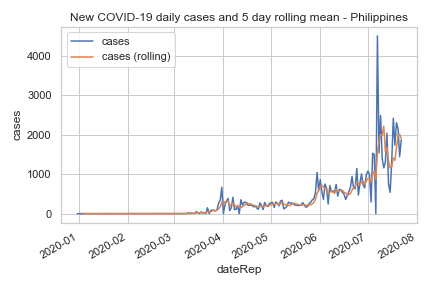 New COVID-19 daily cases and 5 day rolling mean - Philippines
cases
cases (rolling)
4000
3000
2000
1000
0
cases
2020-01
2020-02
2020-03
2020-04
2020-05
2020-06
2020-07
2020-08
dateRep